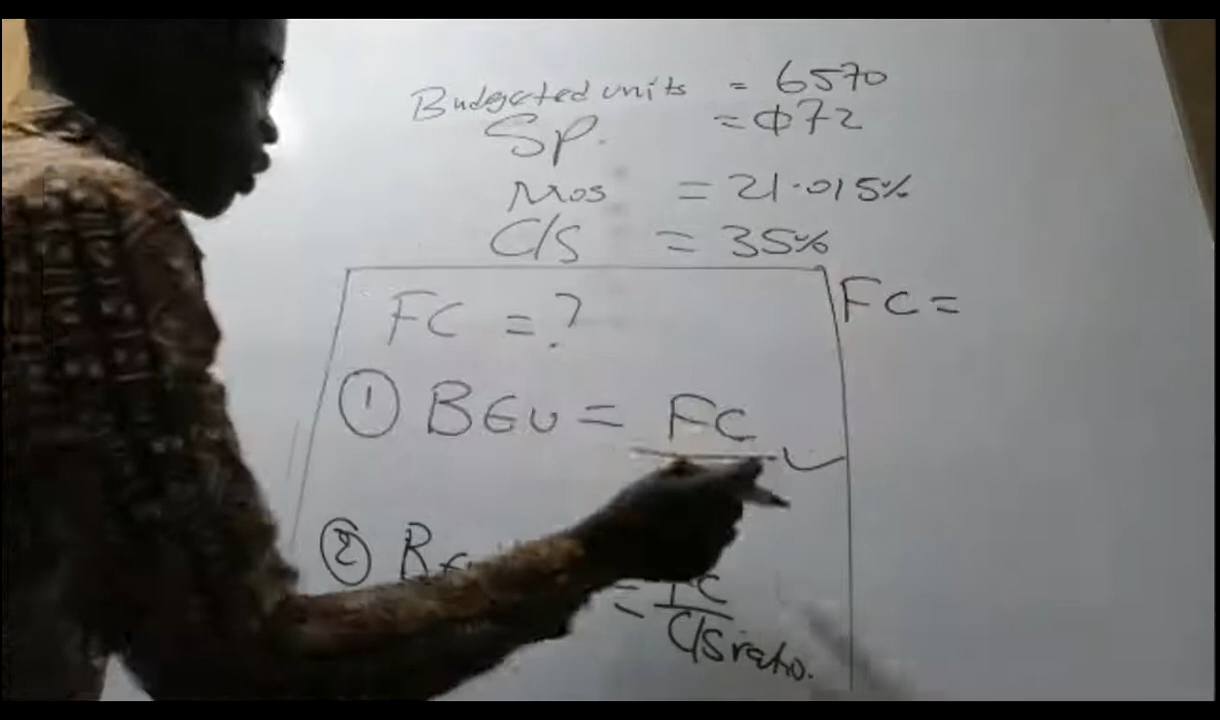 Budgeted units = 6570
SP. = ¢72
Mos = 21.015%
C/S = 35%
FC = ?
FC =
① BEU = FC
②
= FC
C/S ratio.